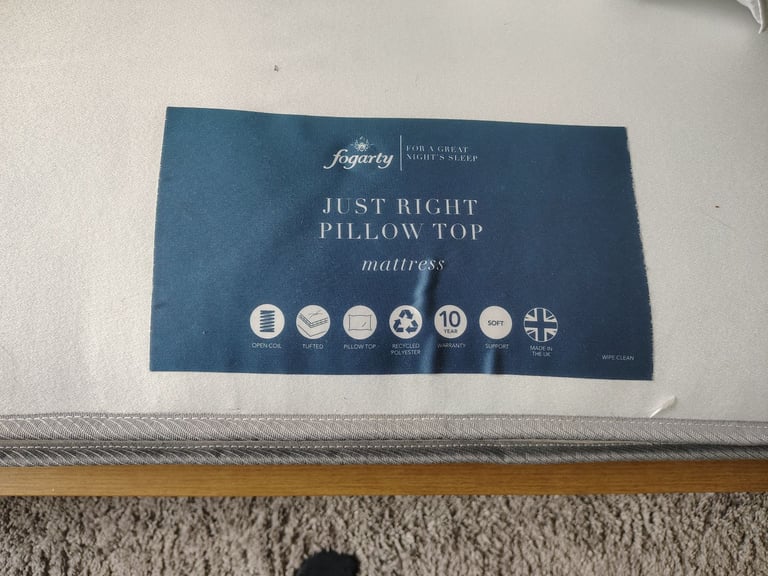 fogarty
FOR A GREAT
NIGHT'S SLEEP
JUST RIGHT
PILLOW TOP
mattress
10
YEAR
SOFT
OPEN COIL
TUFTED
PILLOW TOP
RECYCLED
POLYESTER
WARRANTY
SUPPORT
MADE IN
THE UK
WIPE CLEAN